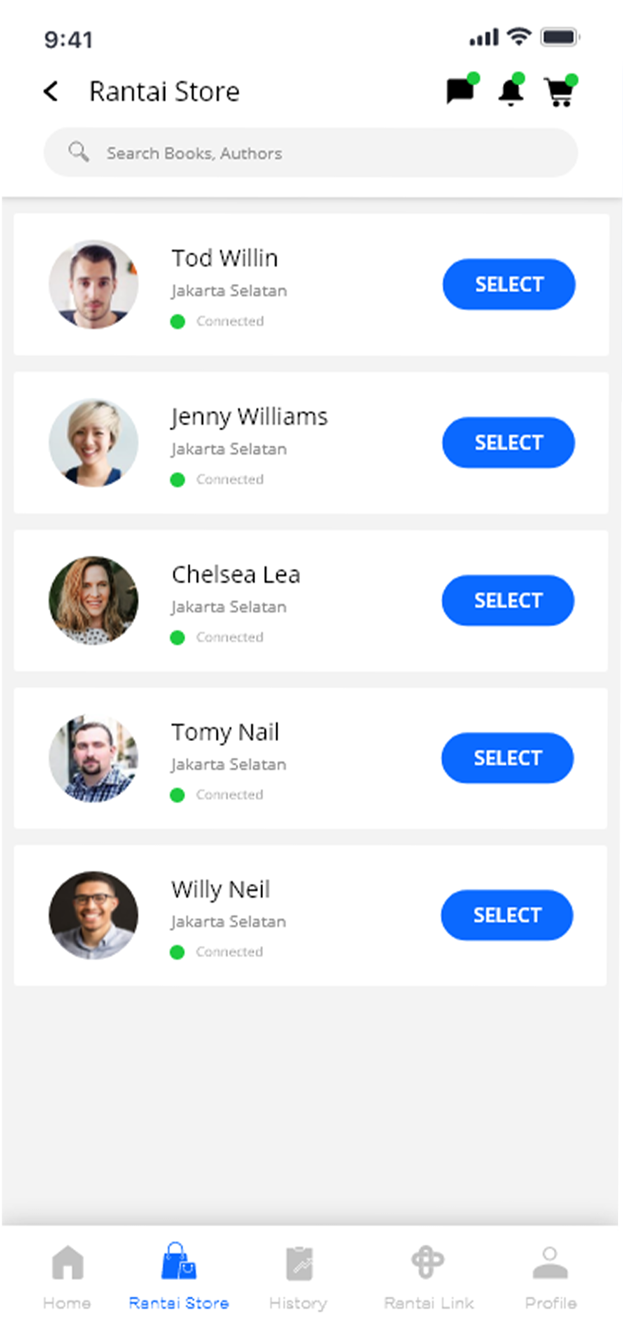 9:41
Rantai Store
Search Books, Authors
Tod Willin
Jakarta Selatan
Connected
SELECT
Jenny Williams
Jakarta Selatan
Connected
SELECT
Chelsea Lea
Jakarta Selatan
Connected
SELECT
Tomy Nail
Jakarta Selatan
Connected
SELECT
Willy Neil
Jakarta Selatan
Connected
SELECT
Home Rantai Store History Rantai Link Profile